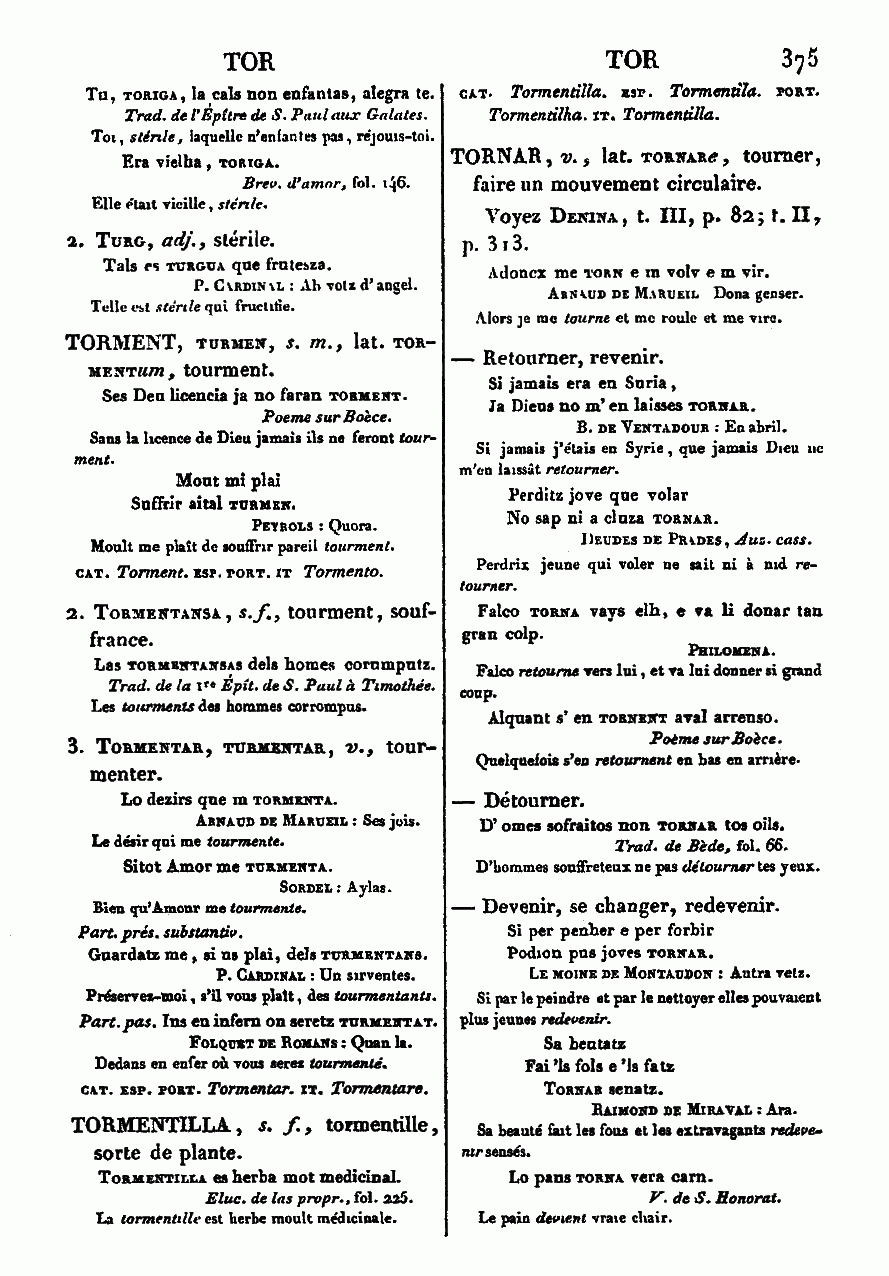 TOR
TOR 375
Tu, TORIGA, la cals non enfantas, alegra te.
Trad. de l'Épître de S. Paul aux Galates.
Toi, stérile, laquelle n'enfantes pas, réjouis-toi.
Era vielha, TORIGA.
Brev. d'amor, fol. 146.
Elle était vieille, stérile.
2. TURG, adj., stérile.
Tals es TURGUA que frutesza.
P. CARDINAL : Ab votz d'angel.
Telle est stérile qui fructifie.
TORMENT, TURMEN, s. m., lat. TOR-
MENTum, tourment.
Ses Deu licencia ja no faran TORMENT.
Poeme sur Boèce.
Sans la licence de Dieu jamais ils ne feront tour-
ment.
Mout mi plai
Suffrir aital TURMEN.
PEYROLS : Quora.
Moult me plaît de souffrir pareil tourment.
CAT. Torment. ESP. PORT. IT Tormento.
2. TORMENTANSA, s. f., tourment, souf-
france.
Las TORMENTANSAS dels homes corumputz.
Trad. de la 1re Épît. de S. Paul à Timothée.
Les tourments des hommes corrompus.
3. TORMENTAR, TURMENTAR, v., tour-
menter.
Lo dezirs que m TORMENTA.
ARNAUD DE MARUEIL : Ses jois.
Le désir qui me tourmente.
Sitot Amor me TURMENTA.
SORDEL : Aylas.
Bien qu'Amour me tourmente.
Part. prés. substantiv.
Guardatz me, si us plai, dels TURMENTANS.
P. CARDINAL : Un sirventes.
Préservez-moi, s'il vous plaît, des tourmentants.
Part. pas. Ins en infern on seretz TURMENTAT.
FOLQUET DE ROMANS : Quan la.
Dedans en enfer où vous serez tourmenté.
CAT. ESP. PORT. Tormentar. IT. Tormentare.
TORMENTILLA, s. f., tormentille,
sorte de plante.
TORMENTILLA es herba mot medicinal.
Eluc. de las propr., fol. 225.
La tormentille est herbe moult médicinale.
CAT. Tormentilla. ESP. Tormentila. PORT.
Tormentilha. IT. Tormentilla.
TORNAR, v., lat. TORNARe, tourner,
faire un mouvement circulaire.
Voyez DENINA, t. III, p. 82; t. II,
p. 313.
Adoncx me TORN e m volv e m vir.
ARNAUD DE MARUEIL Dona genser.
Alors je me tourne et me roule et me vire.
— Retourner, revenir.
Si jamais era en Suria,
Ja Dieus no m' en laisses TORNAR.
B. DE VENTADOUR : En abril.
Si jamais j'étais en Syrie, que jamais Dieu ne
m'en laissât retourner.
Perditz jove que volar
No sap ni a cluza TORNAR.
DEUDES DE PRADES, Auz. cass.
Perdrix jeune qui voler ne sait ni à nid re-
tourner.
Falco TORNA vays elh, e va li donar tan
gran colp.
PHILOMENA.
Falco retourne vers lui, et va lui donner si grand
coup.
Alquant s' en TORNENT aval arrenso.
Poème sur Boèce.
Quelquefois s'en retournent en bas en arrière.
— Détourner.
D' omes sofraitos non TORNAR tos oils.
Trad. de Bède, fol. 66.
D'hommes souffreteux ne pas détourner tes yeux.
— Devenir, se changer, redevenir.
Si per penher e per forbir
Podion pus joves TORNAR.
LE MOINE DE MONTAUDON : Autra vetz.
Si par le peindre et par le nettoyer elles pouvaient
plus jeunes redevenir.
Sa beutatz
Fai 'ls fols e 'ls fatz
TORNAR senatz.
RAIMOND DE MIRAVAL : Ara.
Sa beauté fait les fous et les extravagants redeve-
nir sensés.
Lo pans TORNA vera carn.
V. de S. Honorat.
Le pain devient vraie chair.